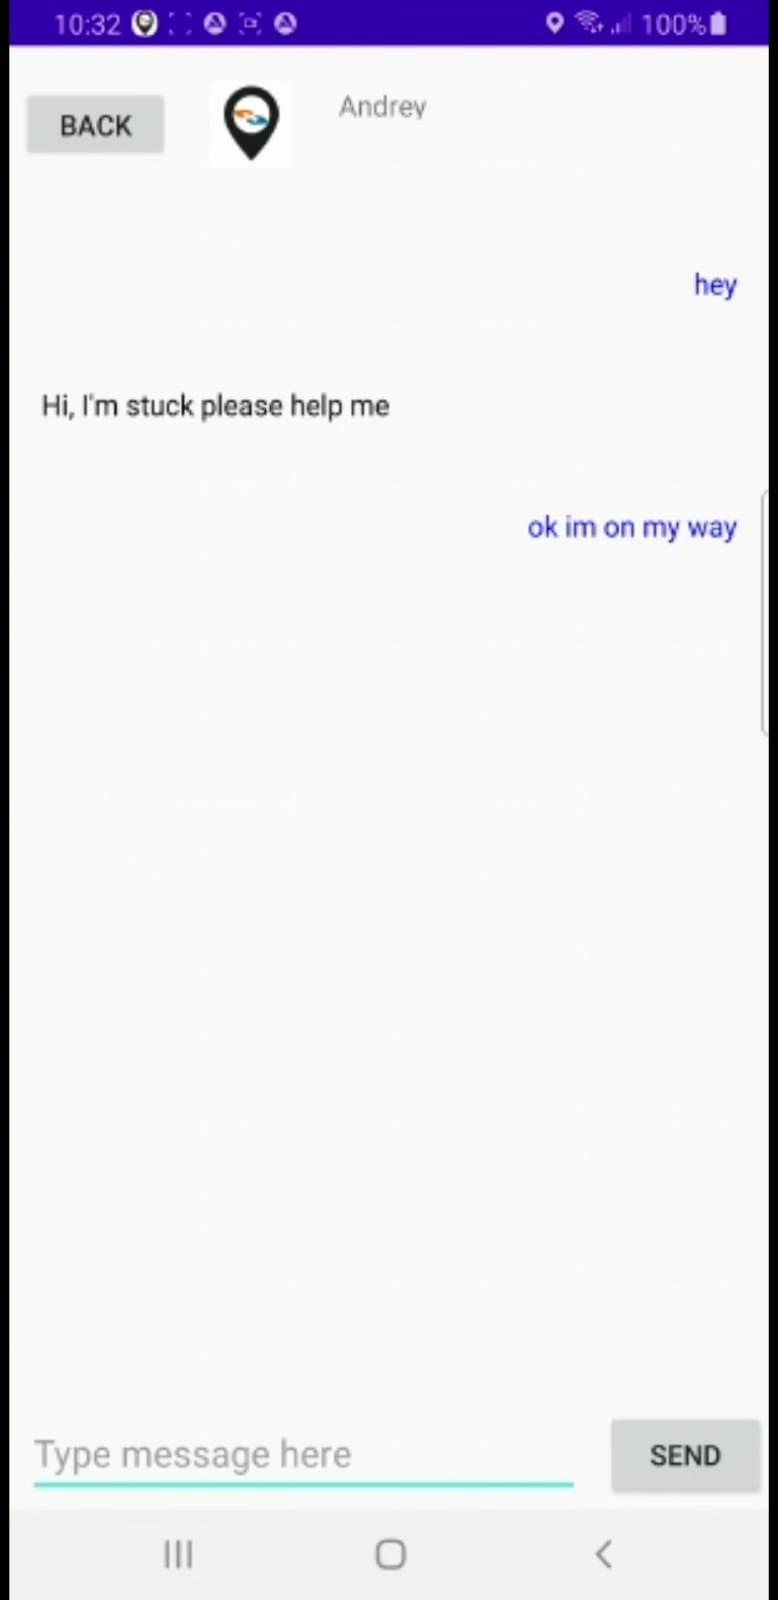 10:32 100%
BACK
Andrey
hey
Hi, I'm stuck please help me
ok im on my way
Type message here
SEND